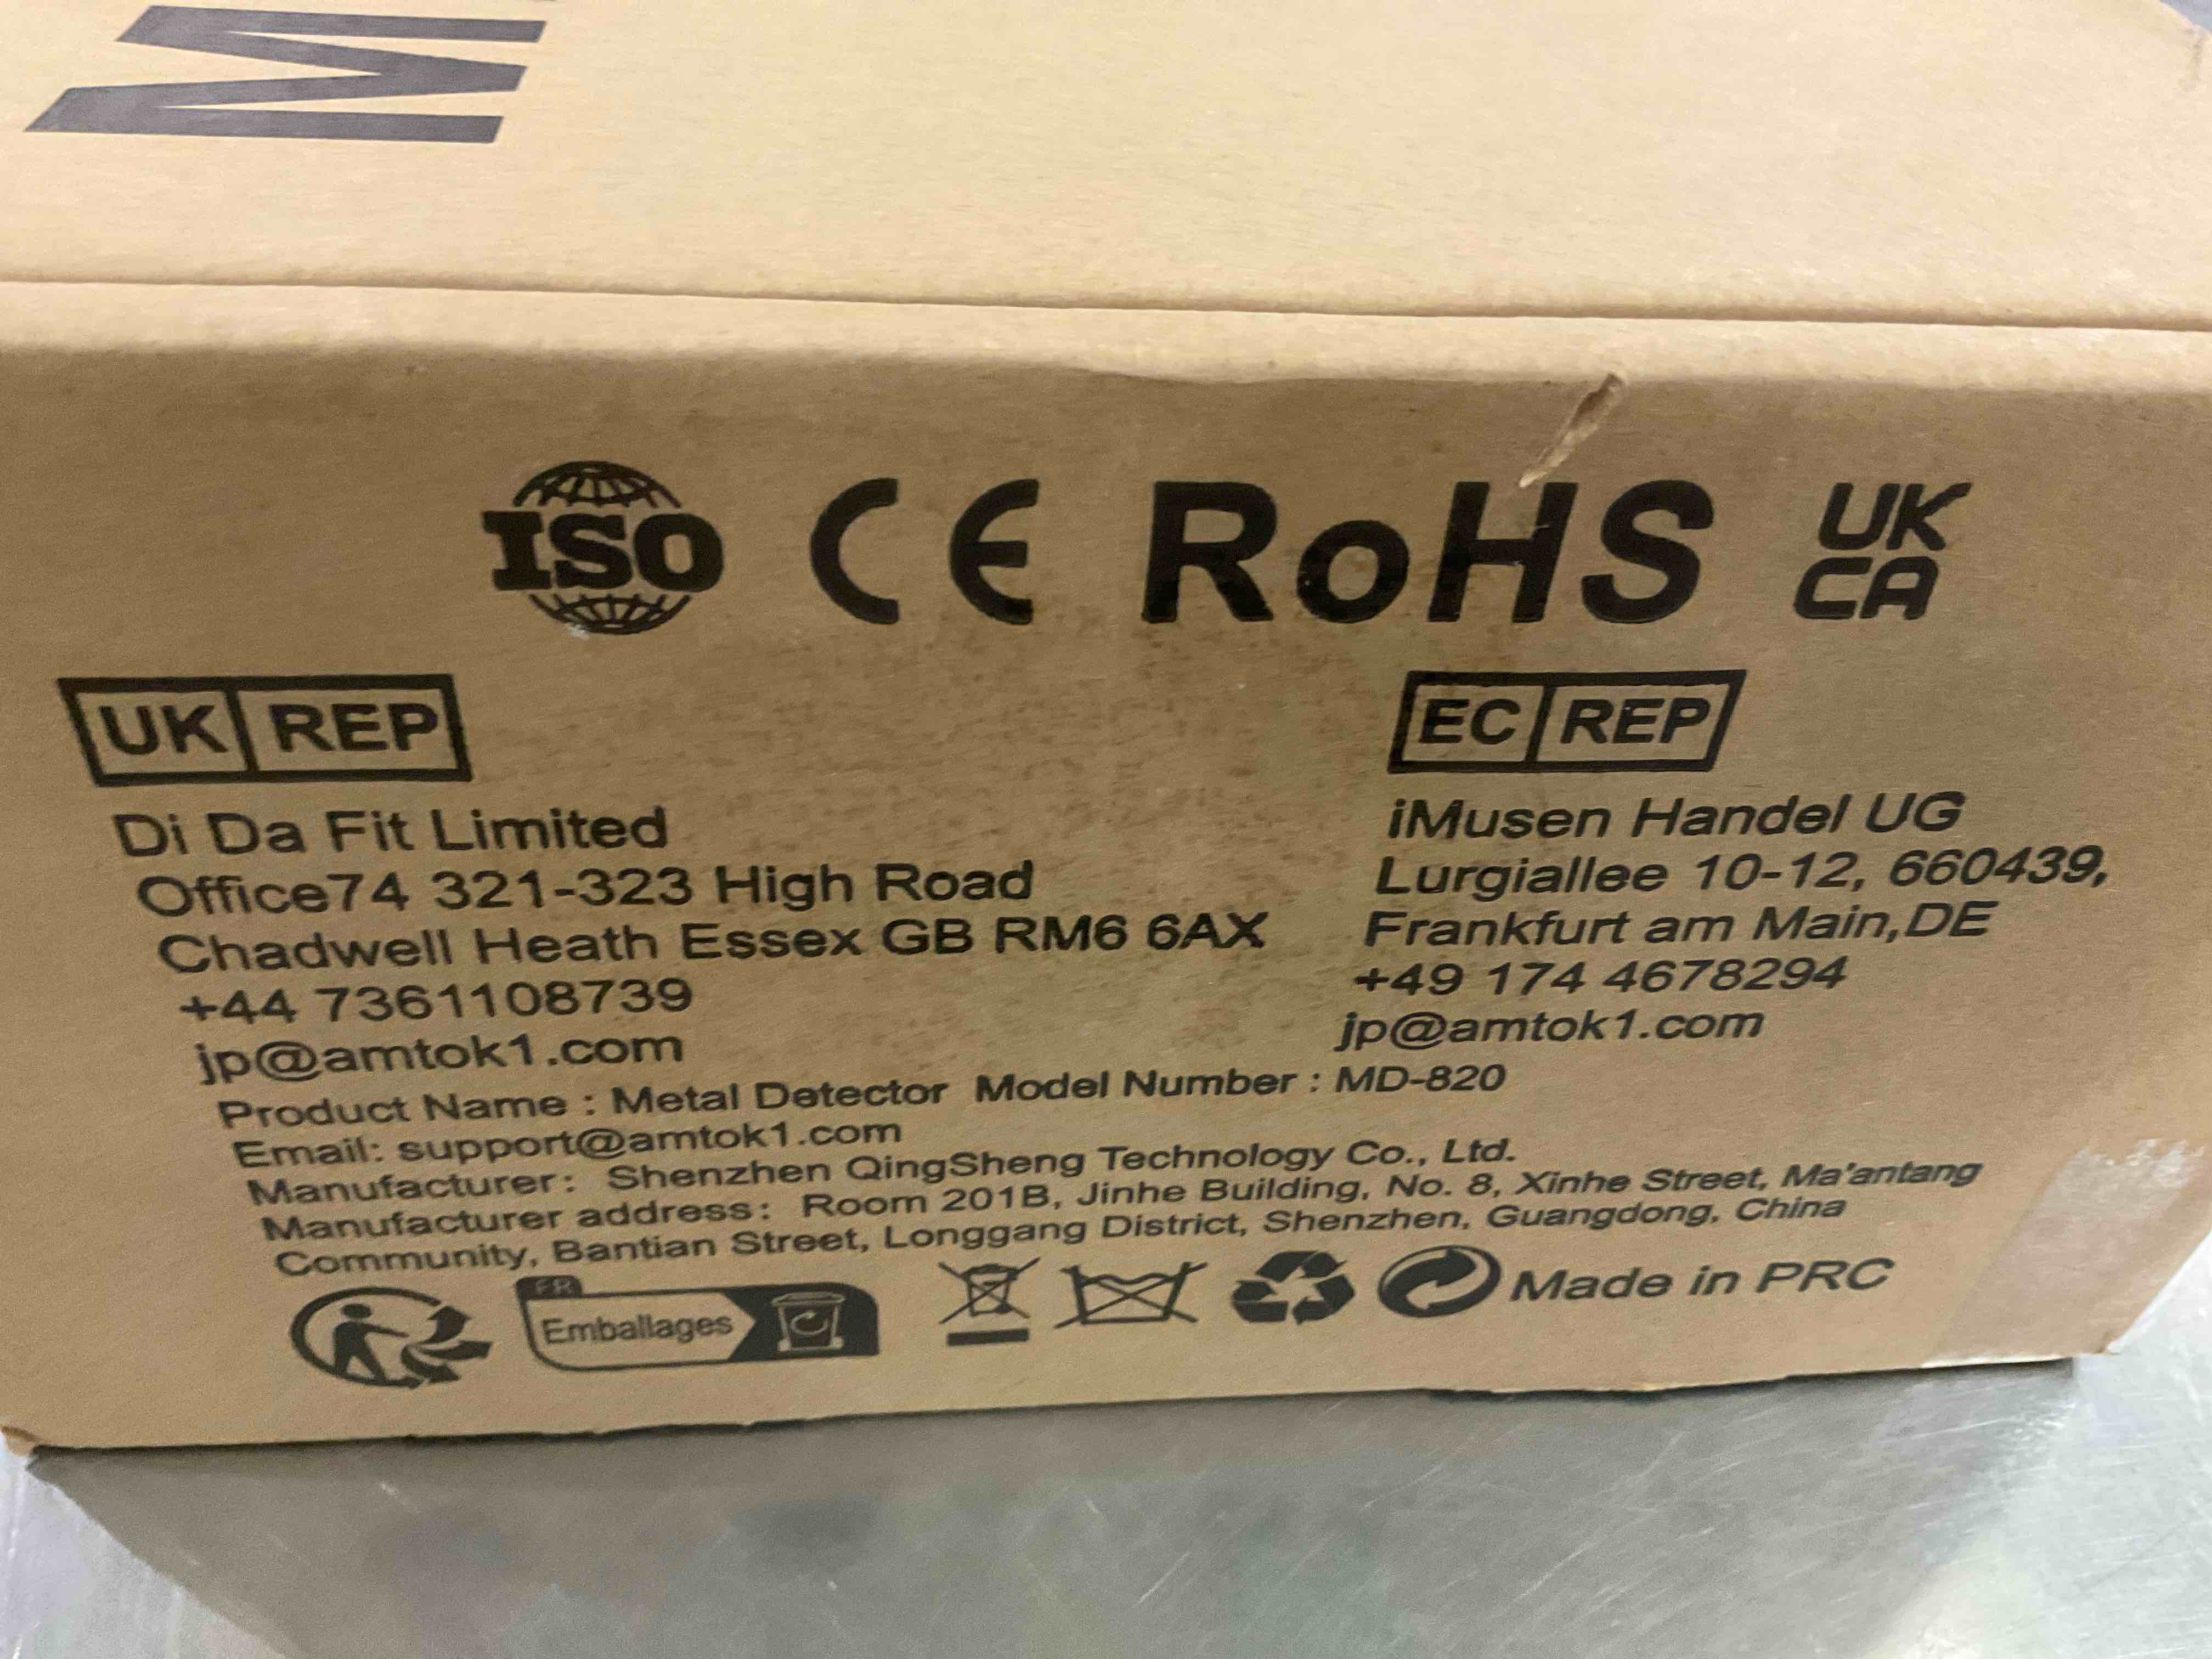 M
ISO CE RoHS UK CA
UK REP
Di Da Fit Limited
Office74 321-323 High Road
Chadwell Heath Essex GB RM6 6AX
+44 7361108739
jp@amtok1.com
EC REP
iMusen Handel UG
Lurgiallee 10-12, 660439,
Frankfurt am Main,DE
+49 174 4678294
jp@amtok1.com
Product Name : Metal Detector Model Number : MD-820
Email: support@amtok1.com
Manufacturer: Shenzhen QingSheng Technology Co., Ltd.
Manufacturer address: Room 201B, Jinhe Building, No. 8, Xinhe Street, Ma'antang
Community, Bantian Street, Longgang District, Shenzhen, Guangdong, China
FR
Emballages
Made in PRC